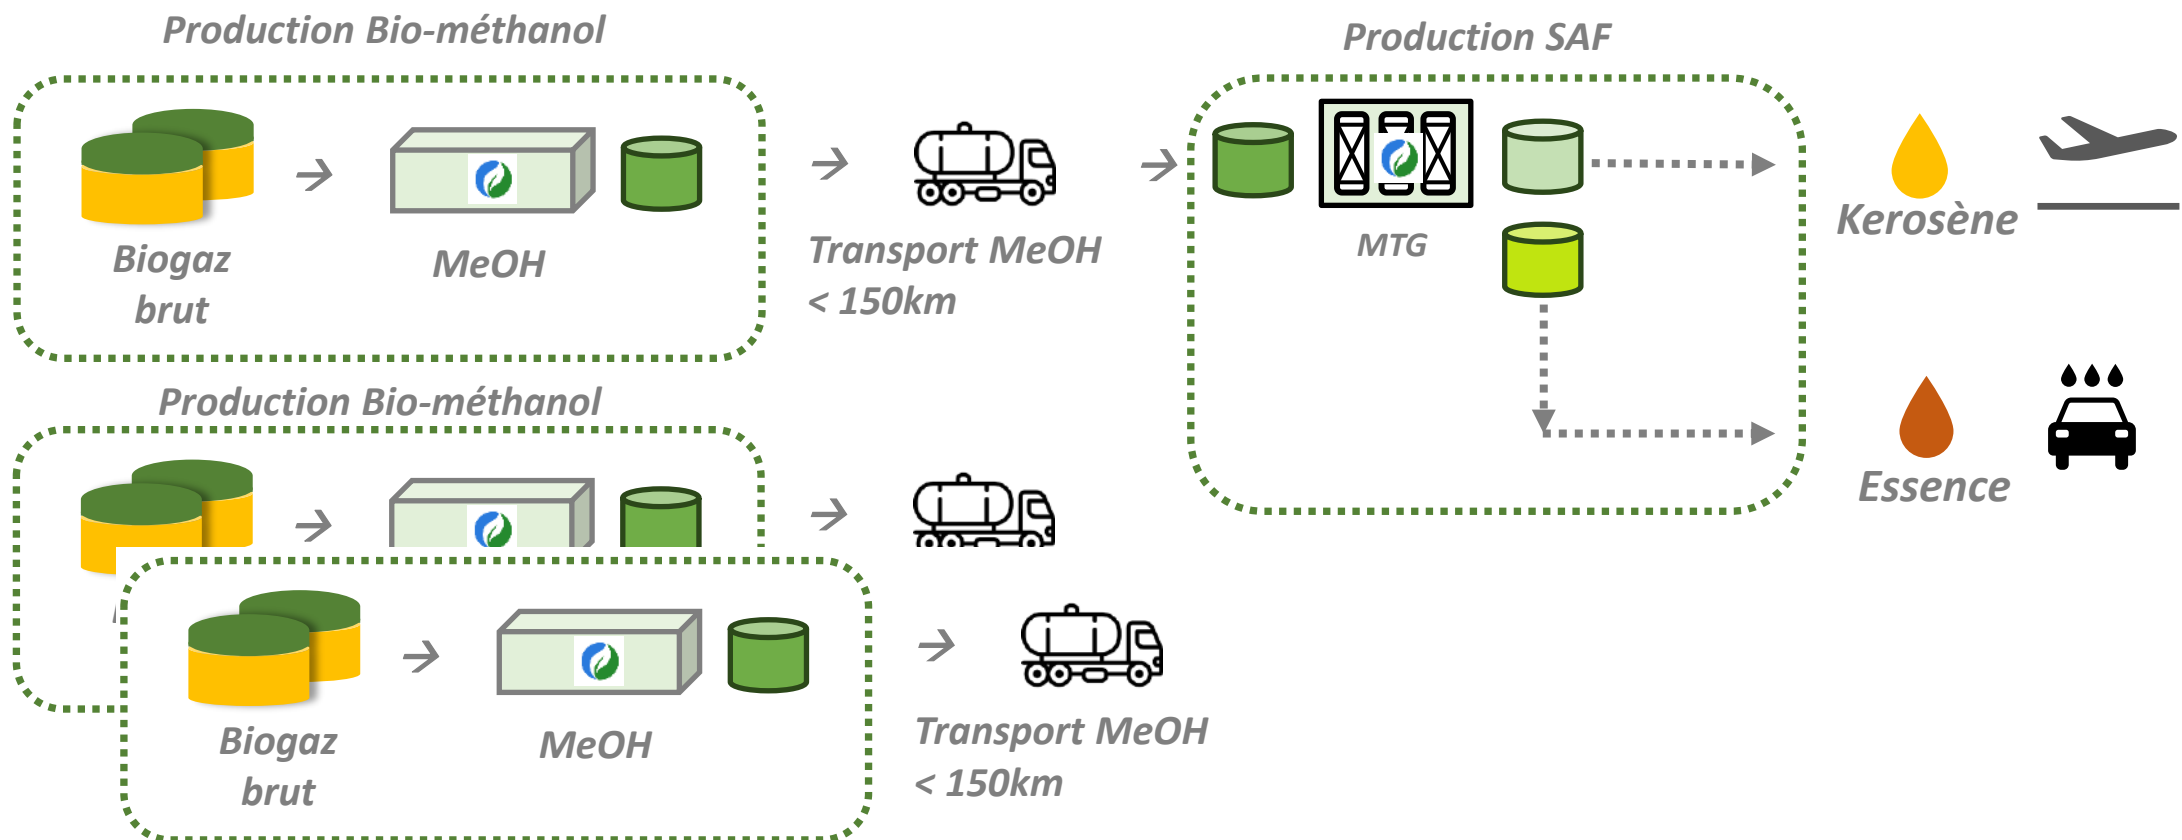 Production Bio-méthanol
Production SAF
Biogaz
brut
MeOH
Transport MeOH
< 150km
MTG
Kerosène
Production Bio-méthanol
Essence
Biogaz
brut
MeOH
Transport MeOH
< 150km